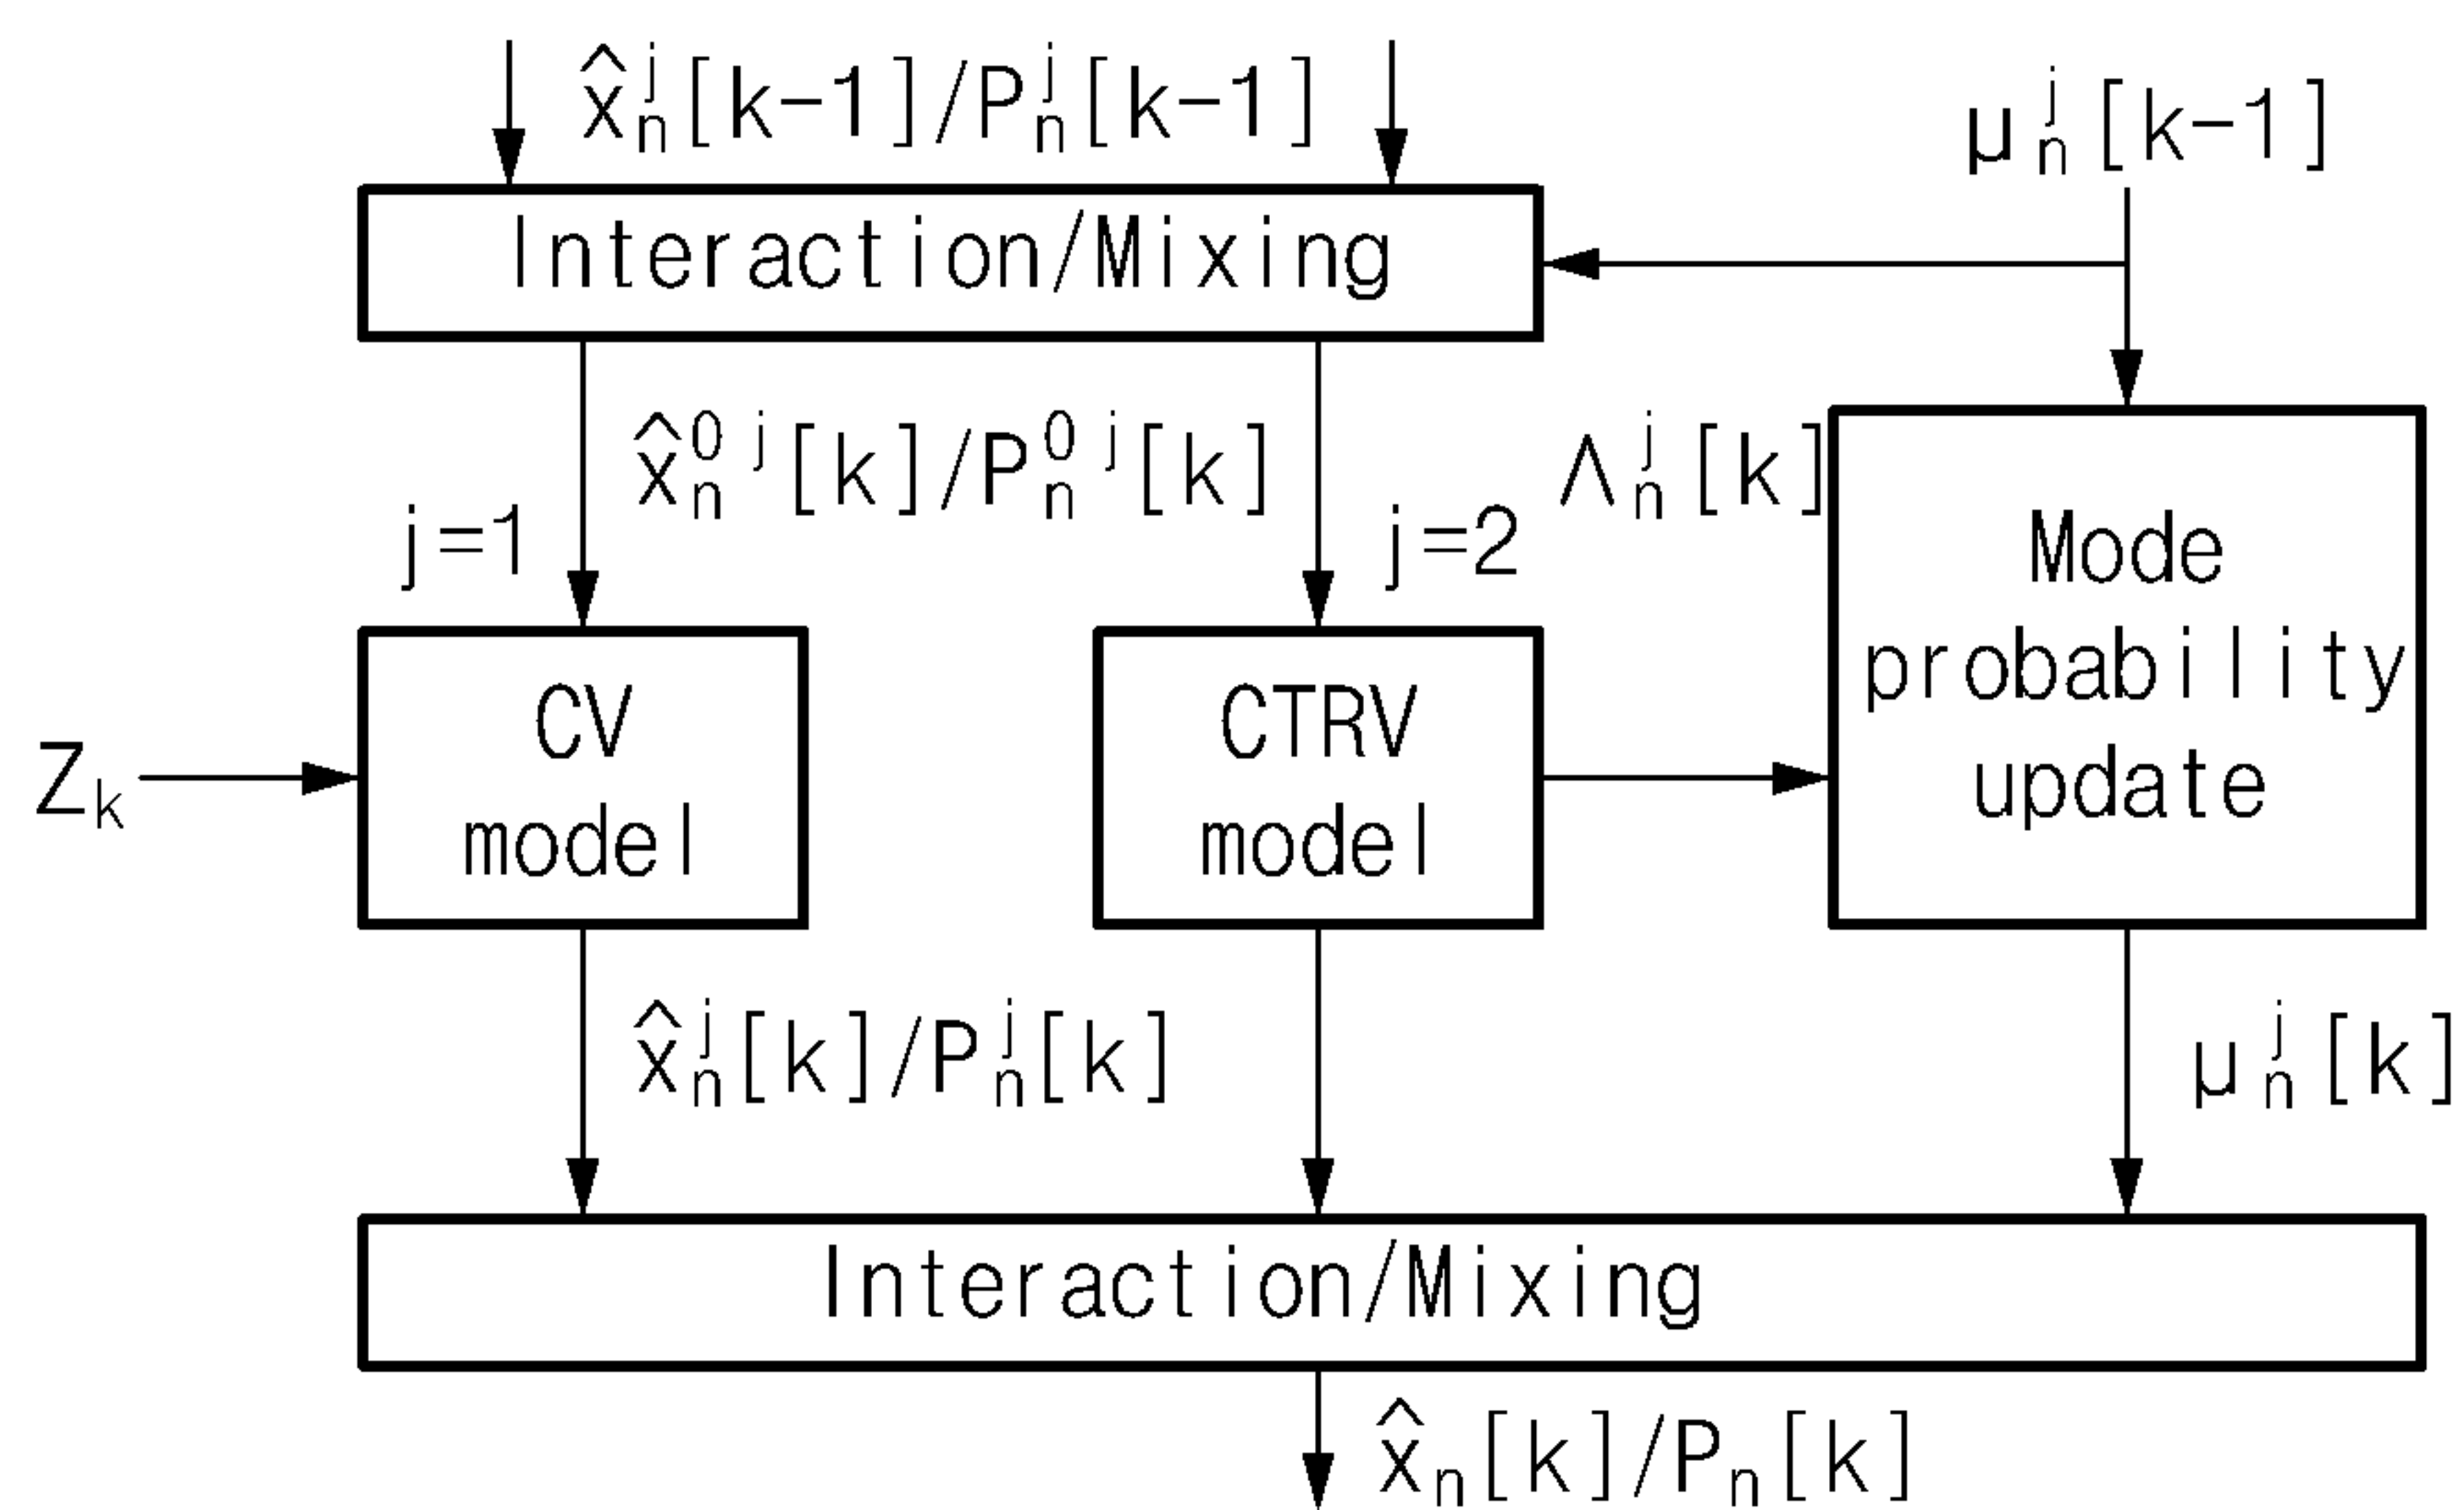 x̂ₙʲ[k-1]/Pₙʲ[k-1]
μₙʲ[k-1]
Interaction/Mixing
x̂ₙ⁰ʲ[k]/Pₙ⁰ʲ[k]
Λₙʲ[k]
j=1
j=2
CV
model
CTRV
model
Mode
probability
update
Zₖ
x̂ₙʲ[k]/Pₙʲ[k]
μₙʲ[k]
Interaction/Mixing
x̂ₙ[k]/Pₙ[k]